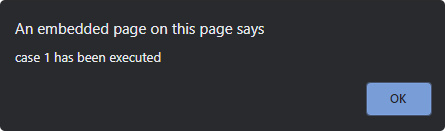 An embedded page on this page says
case 1 has been executed
OK